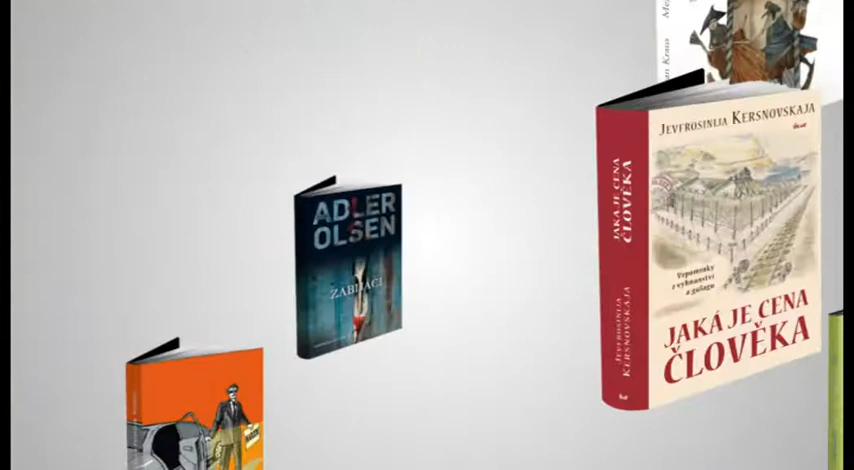 ADLER
OLSEN
ZABIJÁCI
JEVFROSINIJA KERSNOVSKAJA
Vzpomínky
z vyhnanství
a gulagu
JAKÁ JE CENA
ČLOVĚKA
JAKÁ JE CENA
ČLOVĚKA
JEVFROSINIJA
KERSNOVSKAJA